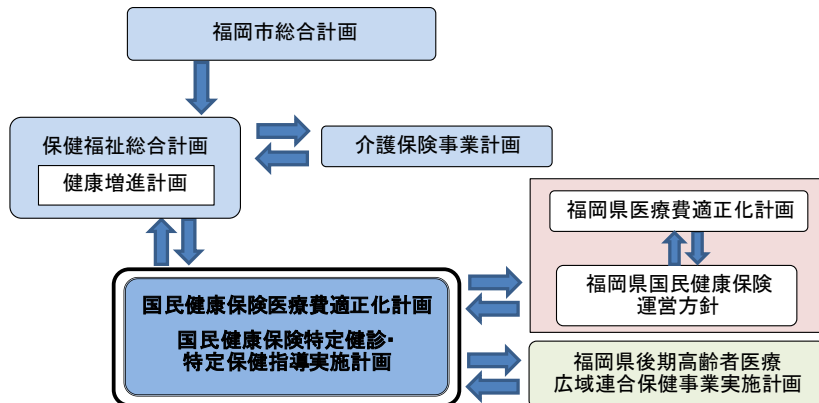 福岡市総合計画
保健福祉総合計画
健康増進計画
介護保険事業計画
福岡県医療費適正化計画
福岡県国民健康保険
運営方針
国民健康保険医療費適正化計画
国民健康保険特定健診・
特定保健指導実施計画
福岡県後期高齢者医療
広域連合保健事業実施計画